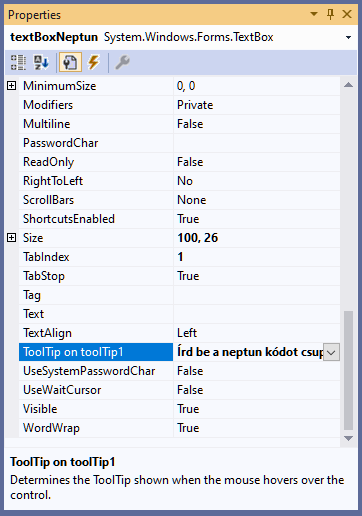 Properties
textBoxNeptun System.Windows.Forms.TextBox
MinimumSize 0, 0
Modifiers Private
Multiline False
PasswordChar
ReadOnly False
RightToLeft No
ScrollBars None
ShortcutsEnabled True
Size 100, 26
TabIndex 1
TabStop True
Tag
Text
TextAlign Left
ToolTip on toolTip1 Írd be a neptun kódot csup
UseSystemPasswordChar False
UseWaitCursor False
Visible True
WordWrap True
ToolTip on toolTip1
Determines the ToolTip shown when the mouse hovers over the
control.